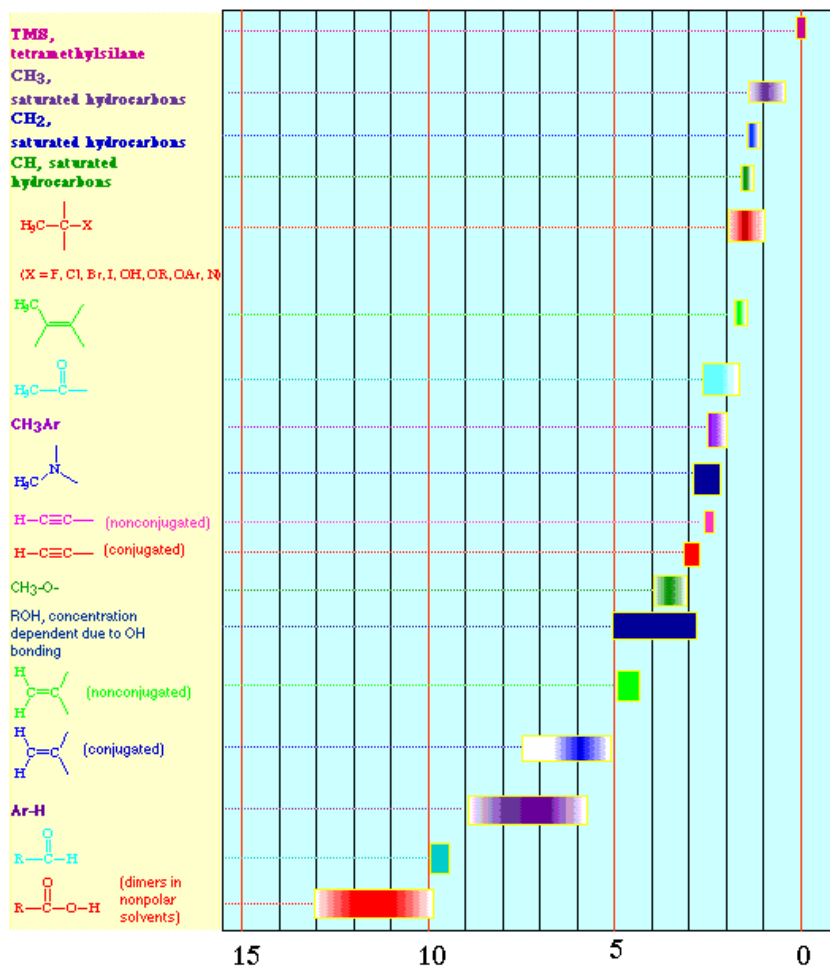 TMS,
tetramethylsilane
CH3,
saturated hydrocarbons
CH2,
saturated hydrocarbons
CH, saturated
hydrocarbons
H₃C—C—X
(X = F, Cl, Br, I, OH, OR, OAr, N)
H₃C
O
H₃C—C—
CH3Ar
N
H₃C
H—C≡C— (nonconjugated)
H—C≡C— (conjugated)
CH3-O-
ROH, concentration
dependent due to OH
bonding
H
C=C (nonconjugated)
H
H
C=C (conjugated)
H
Ar-H
O
R—C—H
O
R—C—O—H (dimers in
nonpolar
solvents)
15 10 5 0